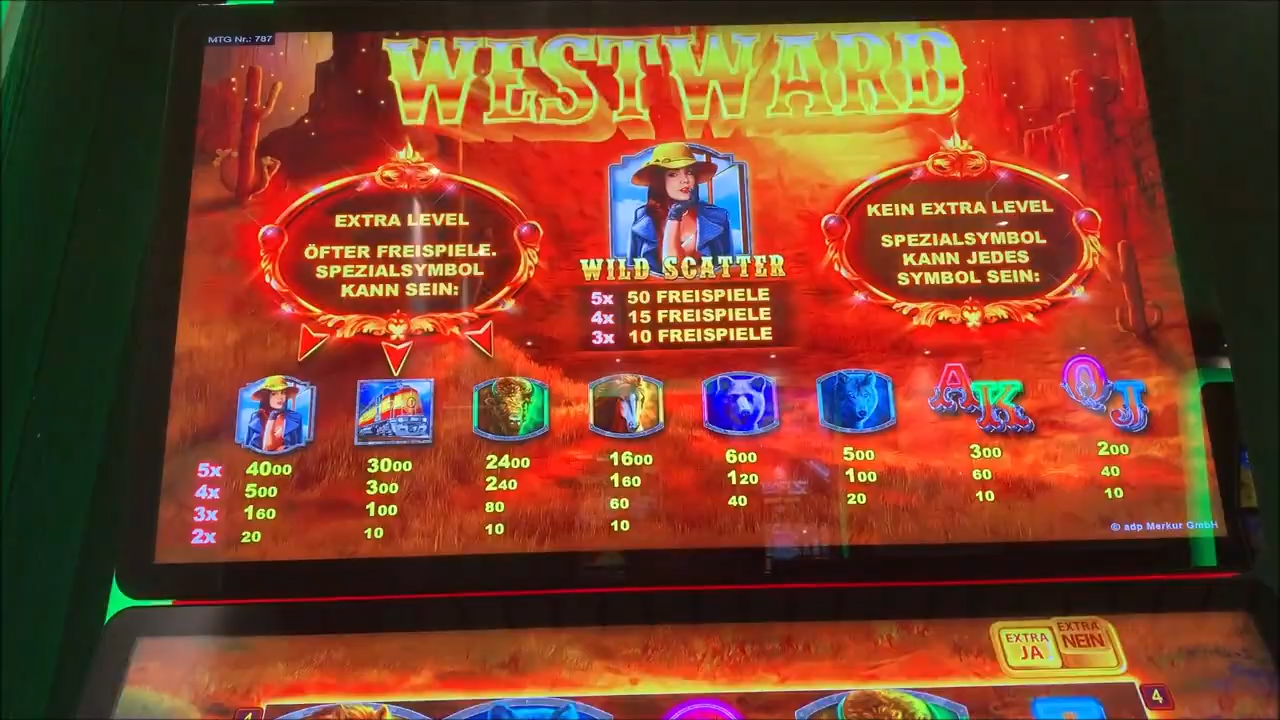 MTG Nr.: 787
WESTWARD
EXTRA LEVEL
ÖFTER FREISPIELE.
SPEZIALSYMBOL
KANN SEIN:
WILD SCATTER
5x 50 FREISPIELE
4x 15 FREISPIELE
3x 10 FREISPIELE
KEIN EXTRA LEVEL
SPEZIALSYMBOL
KANN JEDES
SYMBOL SEIN:
A K Q J
5x 4000 3000 2400 1600 600 500 300 200
4x 500 300 240 160 120 100 60 40
3x 160 100 80 60 40 20 10 10
2x 20 10 10 10
© adp Merkur GmbH
EXTRA
JA
EXTRA
NEIN
4
4